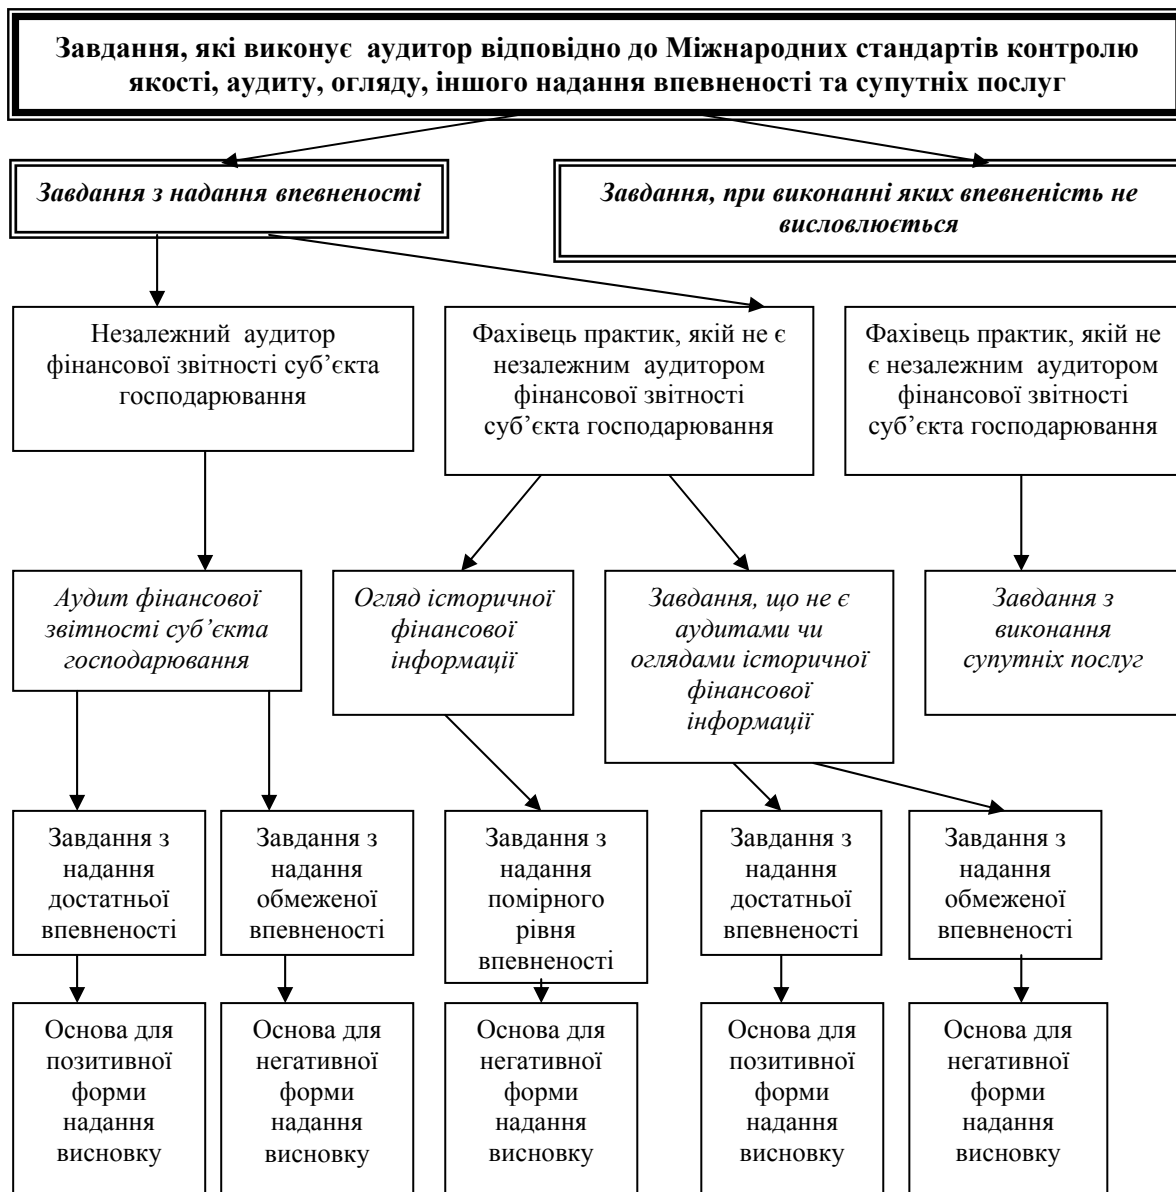 Завдання, які виконує аудитор відповідно до Міжнародних стандартів контролю
якості, аудиту, огляду, іншого надання впевненості та супутніх послуг
Завдання з надання впевненості
Завдання, при виконанні яких впевненість не
висловлюється
Незалежний аудитор
фінансової звітності суб’єкта
господарювання
Фахівець практик, якій не є
незалежним аудитором
фінансової звітності
суб’єкта господарювання
Фахівець практик, якій не
є незалежним аудитором
фінансової звітності
суб’єкта господарювання
Аудит фінансової
звітності суб’єкта
господарювання
Огляд історичної
фінансової
інформації
Завдання, що не є
аудитами чи
оглядами історичної
фінансової
інформації
Завдання з
виконання
супутніх послуг
Завдання з
надання
достатньої
впевненості
Завдання з
надання
обмеженої
впевненості
Завдання з
надання
помірного
рівня
впевненості
Завдання з
надання
достатньої
впевненості
Завдання з
надання
обмеженої
впевненості
Основа для
позитивної
форми
надання
висновку
Основа для
негативної
форми
надання
висновку
Основа для
негативної
форми
надання
висновку
Основа для
позитивної
форми
надання
висновку
Основа для
негативної
форми
надання
висновку